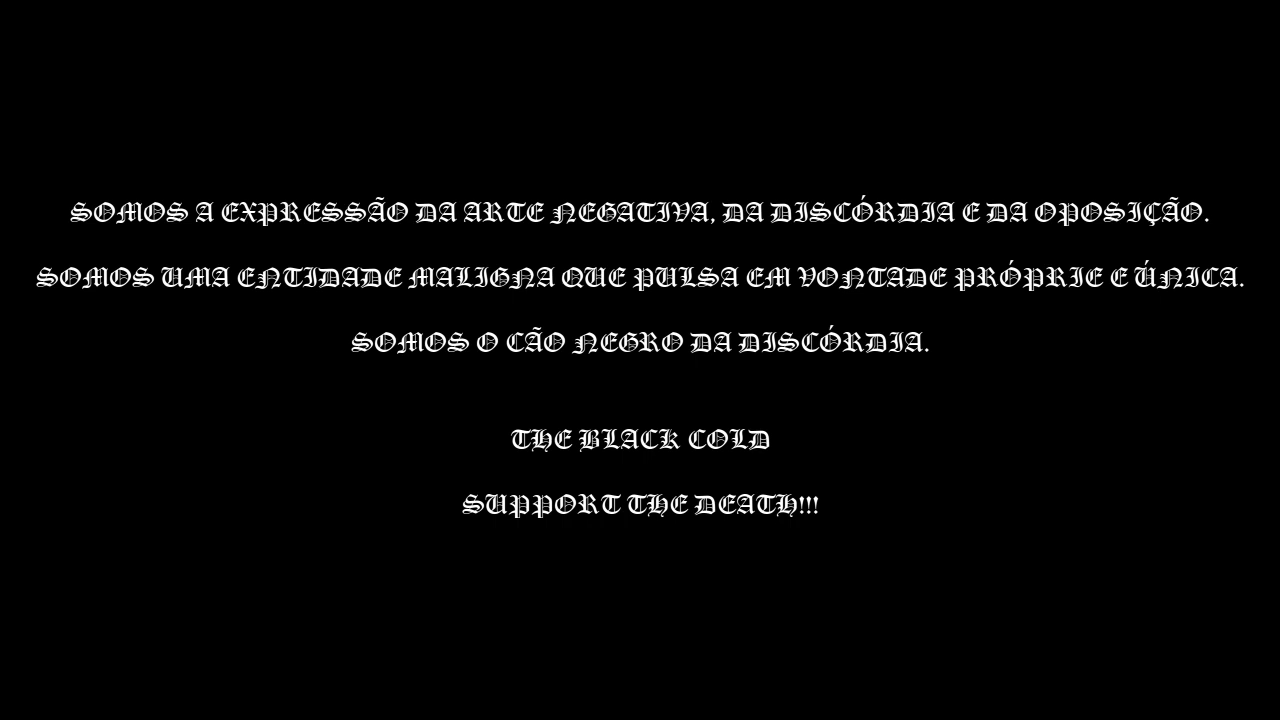 SOMOS A EXPRESSÃO DA ARTE NEGATIVA, DA DISCÓRDIA E DA OPOSIÇÃO.
SOMOS UMA ENTIDADE MALIGNA QUE PULSA EM VONTADE PRÓPRIE E ÚNICA.
SOMOS O CÃO NEGRO DA DISCÓRDIA.
THE BLACK COLD
SUPPORT THE DEATH!!!